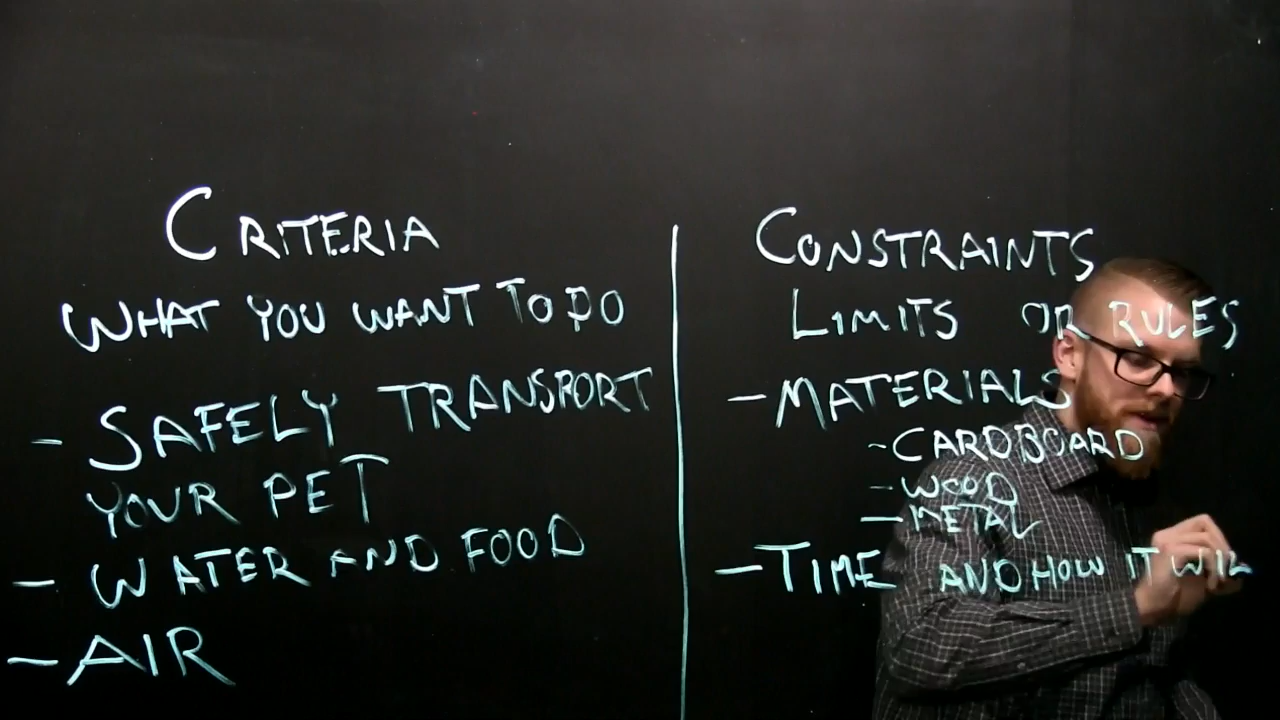 CRITERIA
WHAT YOU WANT TO DO
- SAFELY TRANSPORT
YOUR PET
- WATER AND FOOD
- AIR
CONSTRAINTS
LIMITS OR RULES
- MATERIALS
- CARDBOARD
- WOOD
- METAL
- TIME AND HOW IT WIL